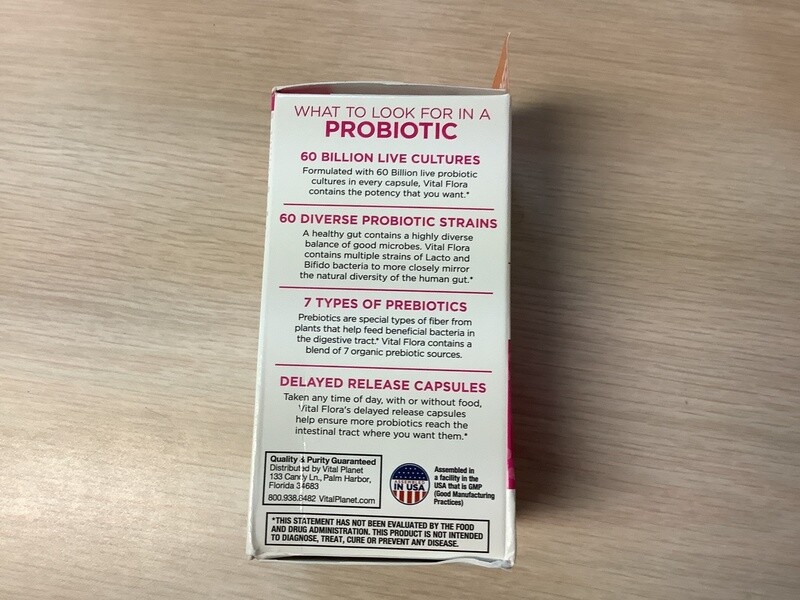 WHAT TO LOOK FOR IN A
PROBIOTIC
60 BILLION LIVE CULTURES
Formulated with 60 Billion live probiotic
cultures in every capsule, Vital Flora
contains the potency that you want.*
60 DIVERSE PROBIOTIC STRAINS
A healthy gut contains a highly diverse
balance of good microbes. Vital Flora
contains multiple strains of Lacto and
Bifido bacteria to more closely mirror
the natural diversity of the human gut.*
7 TYPES OF PREBIOTICS
Prebiotics are special types of fiber from
plants that help feed beneficial bacteria in
the digestive tract.* Vital Flora contains a
blend of 7 organic prebiotic sources.
DELAYED RELEASE CAPSULES
Taken any time of day, with or without food,
Vital Flora's delayed release capsules
help ensure more probiotics reach the
intestinal tract where you want them.*
Quality & Purity Guaranteed
Distributed by Vital Planet
133 Candy Ln., Palm Harbor,
Florida 34683
800.938.8482 VitalPlanet.com
IN USA
Assembled in
a facility in the
USA that is GMP
(Good Manufacturing
Practices)
*THIS STATEMENT HAS NOT BEEN EVALUATED BY THE FOOD
AND DRUG ADMINISTRATION. THIS PRODUCT IS NOT INTENDED
TO DIAGNOSE, TREAT, CURE OR PREVENT ANY DISEASE.